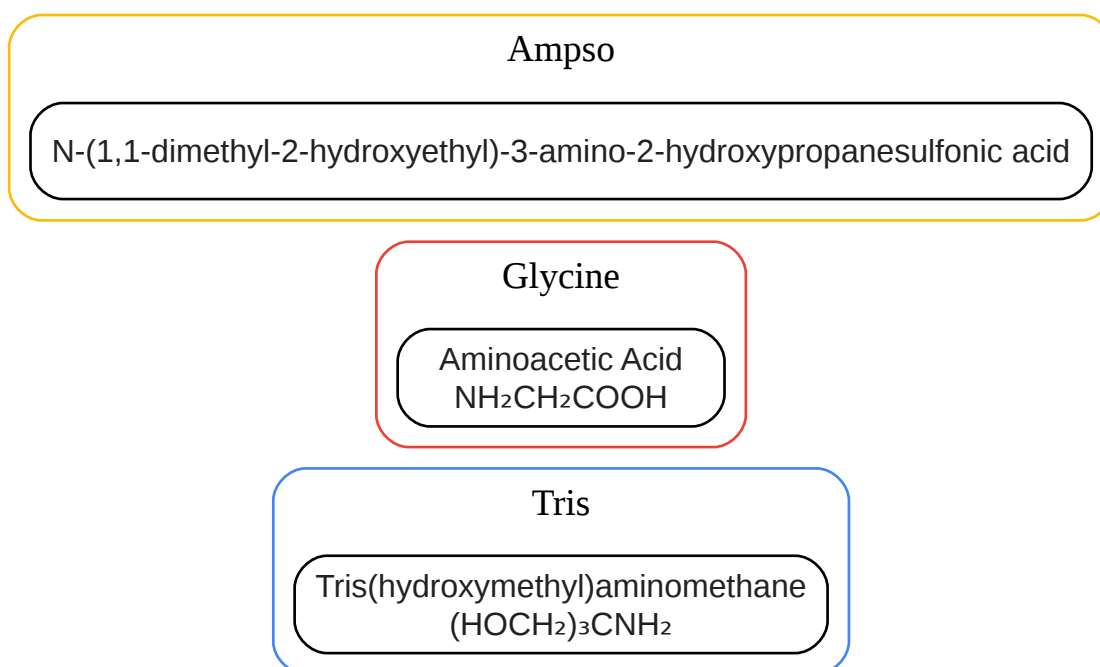 Ampso
N-(1,1-dimethyl-2-hydroxyethyl)-3-amino-2-hydroxypropanesulfonic acid
Glycine
Aminoacetic Acid
NH₂CH₂COOH
Tris
Tris(hydroxymethyl)aminomethane
(HOCH₂)₃CNH₂